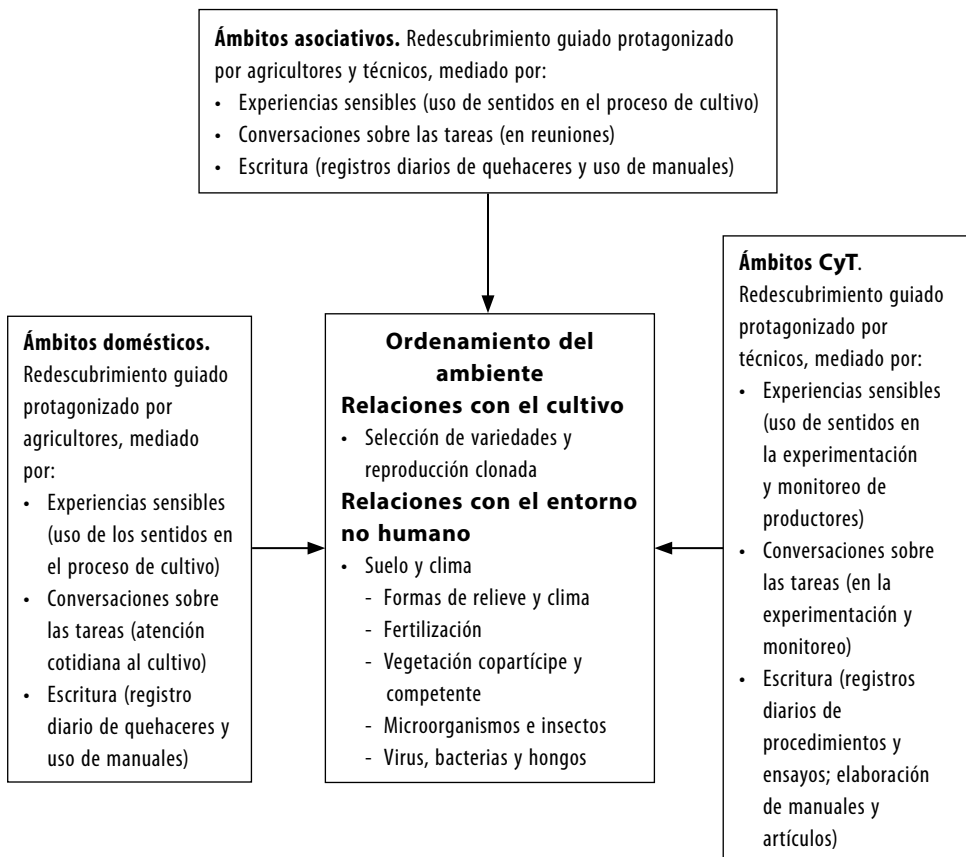 Ámbitos asociativos. Redescubrimiento guiado protagonizado
por agricultores y técnicos, mediado por:
• Experiencias sensibles (uso de sentidos en el proceso de cultivo)
• Conversaciones sobre las tareas (en reuniones)
• Escritura (registros diarios de quehaceres y uso de manuales)
Ámbitos domésticos.
Redescubrimiento guiado
protagonizado por
agricultores, mediado
por:
• Experiencias sensibles
(uso de los sentidos en
el proceso de cultivo)
• Conversaciones sobre
las tareas (atención
cotidiana al cultivo)
• Escritura (registro
diario de quehaceres y
uso de manuales)
Ordenamiento del
ambiente
Relaciones con el cultivo
• Selección de variedades y
reproducción clonada
Relaciones con el entorno
no humano
• Suelo y clima
- Formas de relieve y clima
- Fertilización
- Vegetación copartícipe y
competente
- Microorganismos e insectos
- Virus, bacterias y hongos
Ámbitos CyT.
Redescubrimiento guiado
protagonizado por
técnicos, mediado por:
• Experiencias sensibles
(uso de sentidos en
la experimentación
y monitoreo de
productores)
• Conversaciones sobre
las tareas (en la
experimentación y
monitoreo)
• Escritura (registros
diarios de
procedimientos y
ensayos; elaboración
de manuales y
artículos)